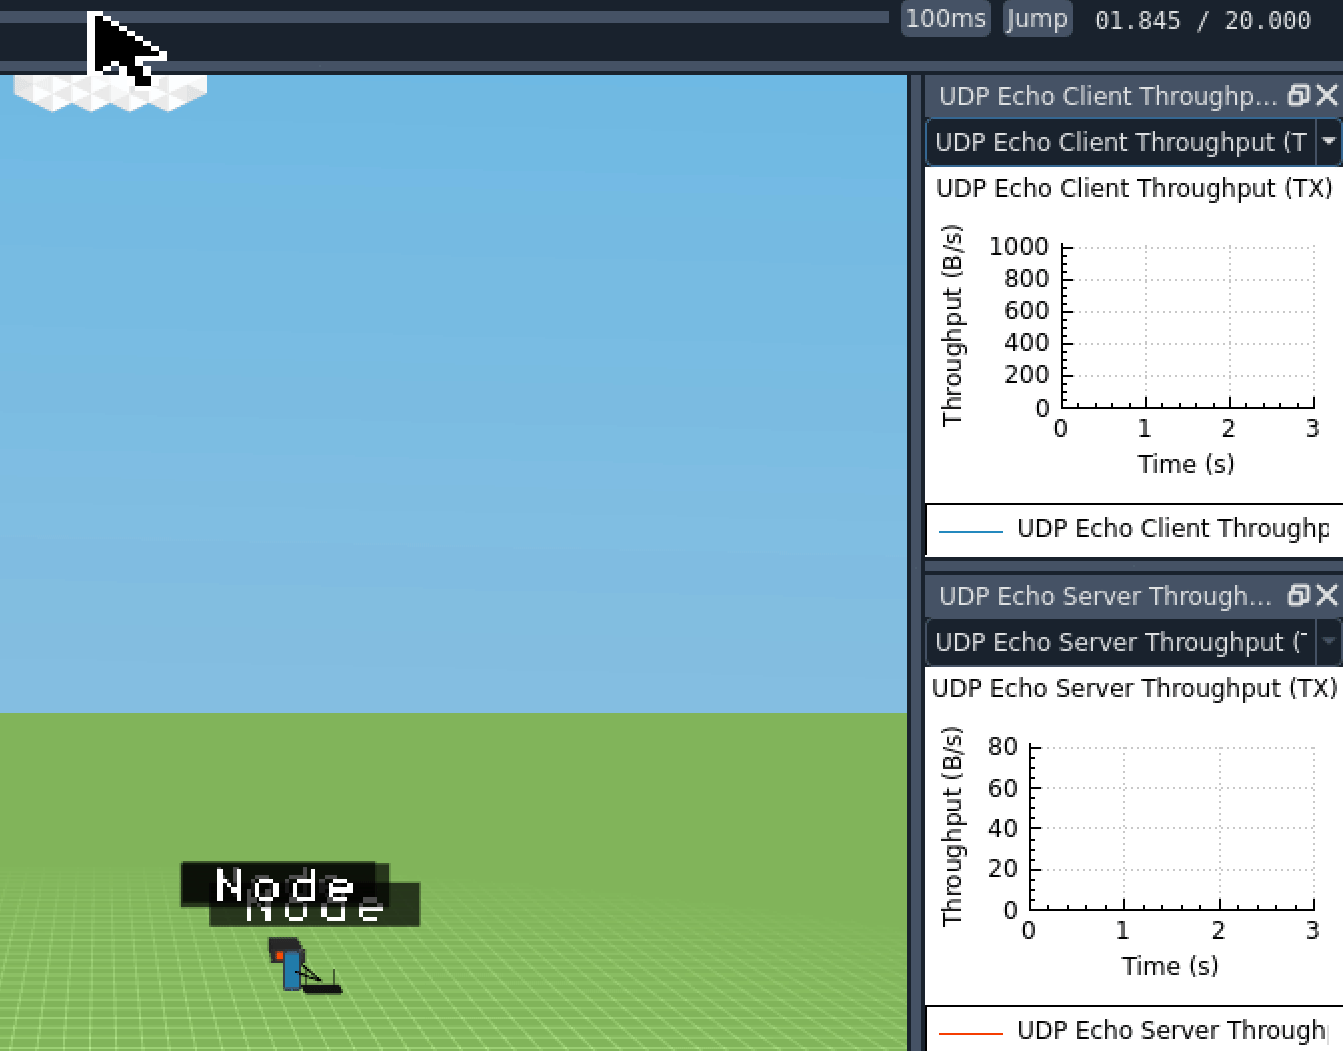 100ms Jump 01.845 / 20.000
UDP Echo Client Throughp...
UDP Echo Client Throughput (T
UDP Echo Client Throughput (TX)
Throughput (B/s)
1000
800
600
400
200
0
0 1 2 3
Time (s)
UDP Echo Client Throughp
UDP Echo Server Through...
UDP Echo Server Throughput (T
UDP Echo Server Throughput (TX)
Throughput (B/s)
80
60
40
20
0
0 1 2 3
Time (s)
UDP Echo Server Through
Node
Node